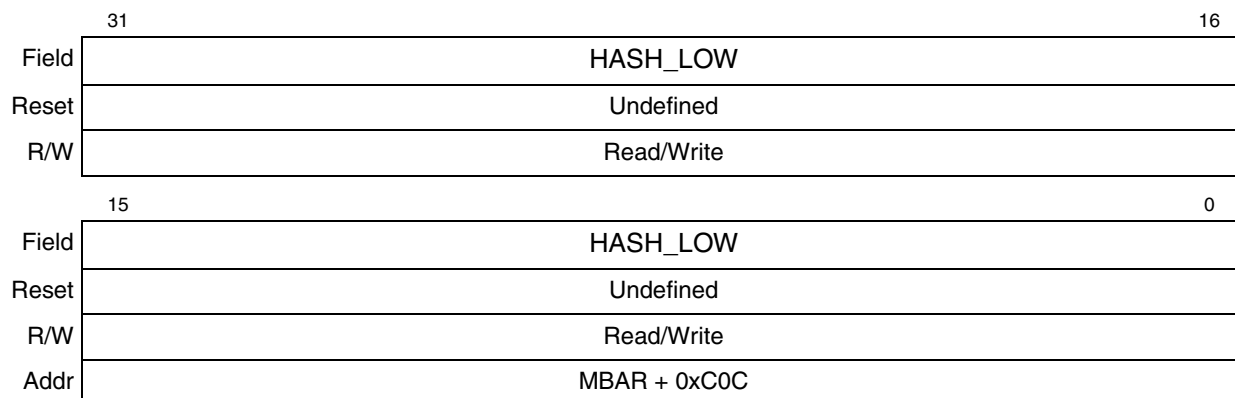 31 16
Field HASH_LOW
Reset Undefined
R/W Read/Write
15 0
Field HASH_LOW
Reset Undefined
R/W Read/Write
Addr MBAR + 0xC0C